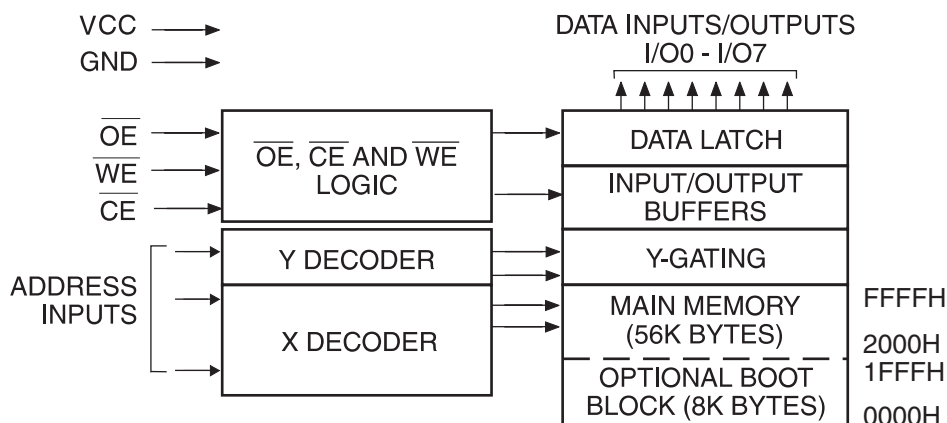 VCC
GND
DATA INPUTS/OUTPUTS
I/O0 - I/O7
OE
WE
CE
OE, CE AND WE
LOGIC
DATA LATCH
INPUT/OUTPUT
BUFFERS
ADDRESS
INPUTS
Y DECODER
Y-GATING
X DECODER
MAIN MEMORY
(56K BYTES)
OPTIONAL BOOT
BLOCK (8K BYTES)
FFFFH
2000H
1FFFH
0000H